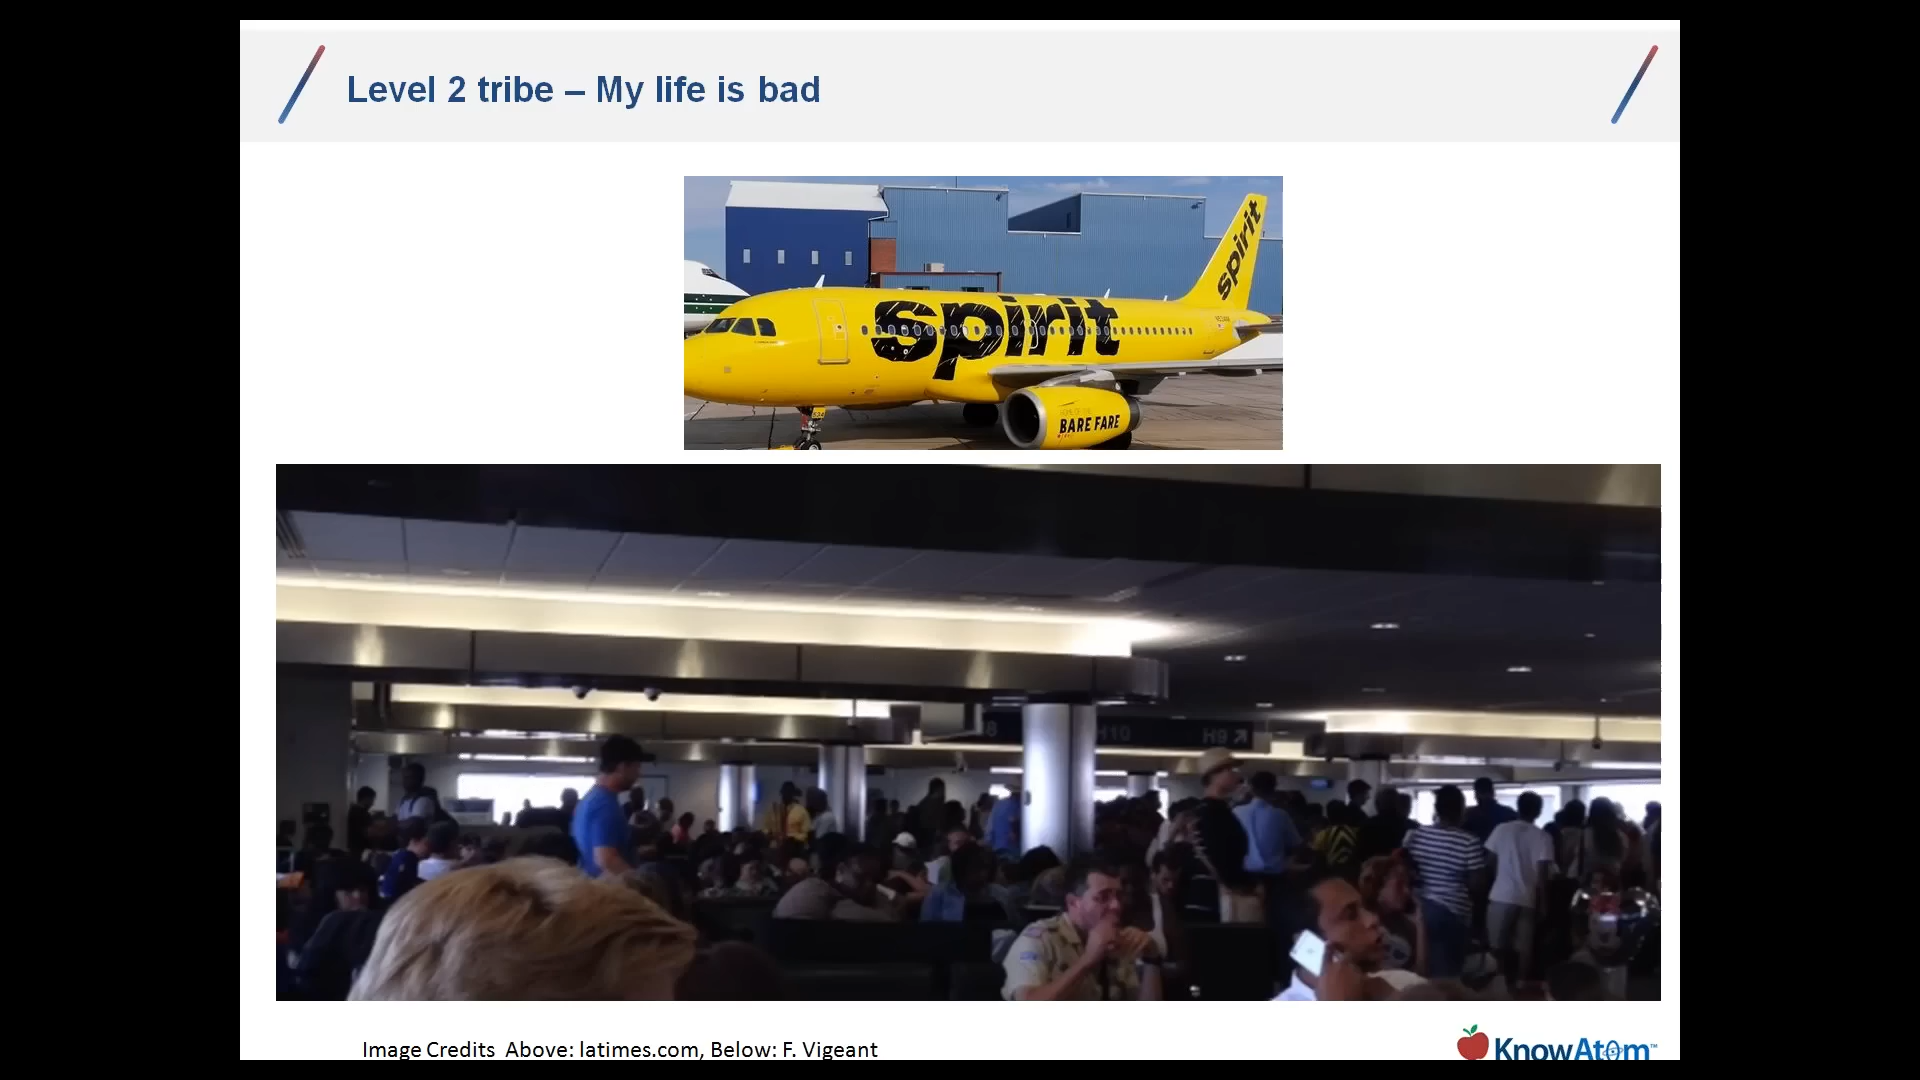 Level 2 tribe – My life is bad
spirit
spirit
BARE FARE
H10
H9
Image Credits Above: latimes.com, Below: F. Vigeant
KnowAtom™